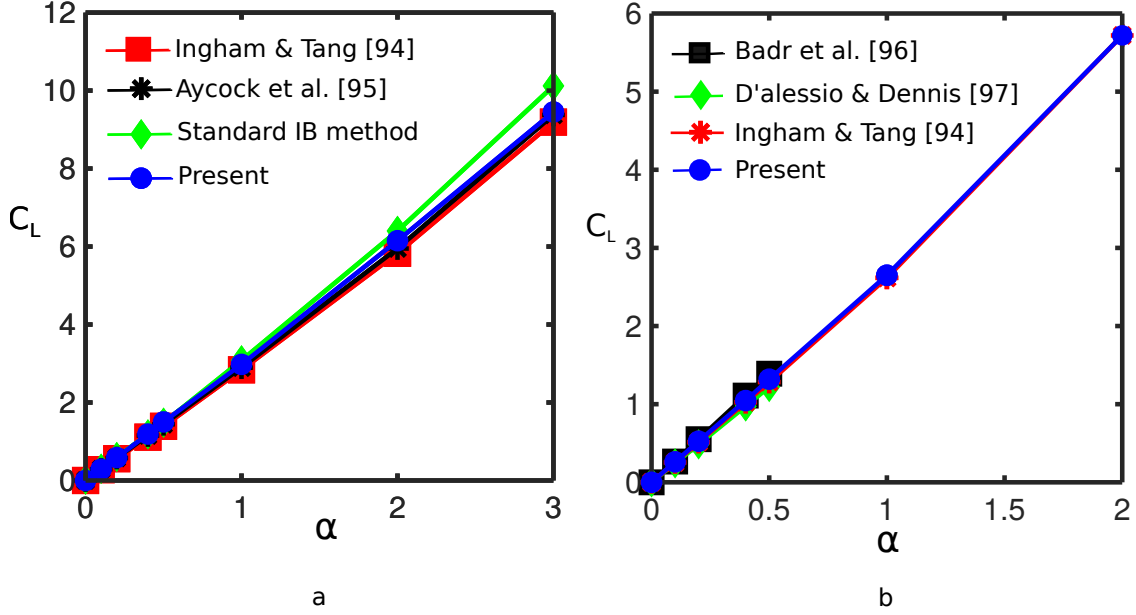 12
10
8
6
4
2
0
C_L
Ingham & Tang [94]
Aycock et al. [95]
Standard IB method
Present
0
1
2
3
α
a
6
5
4
3
2
1
0
C_L
Badr et al. [96]
D'alessio & Dennis [97]
Ingham & Tang [94]
Present
0
0.5
1
1.5
2
α
b